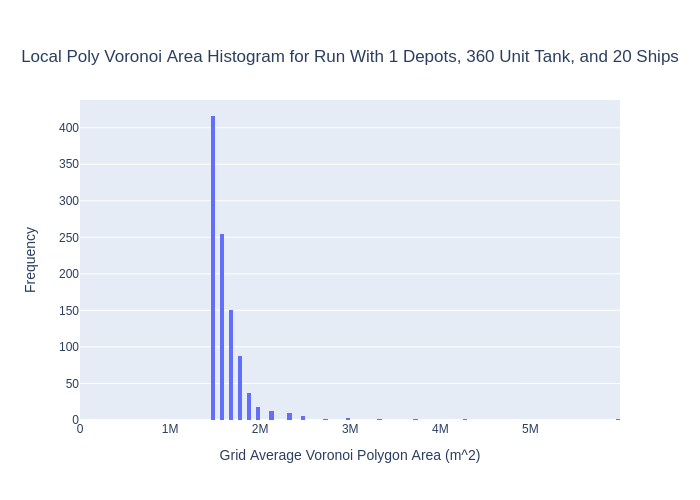 Local Poly Voronoi Area Histogram for Run With 1 Depots, 360 Unit Tank, and 20 Ships
400
350
300
250
200
150
100
50
0
Frequency
0 1M 2M 3M 4M 5M
Grid Average Voronoi Polygon Area (m^2)